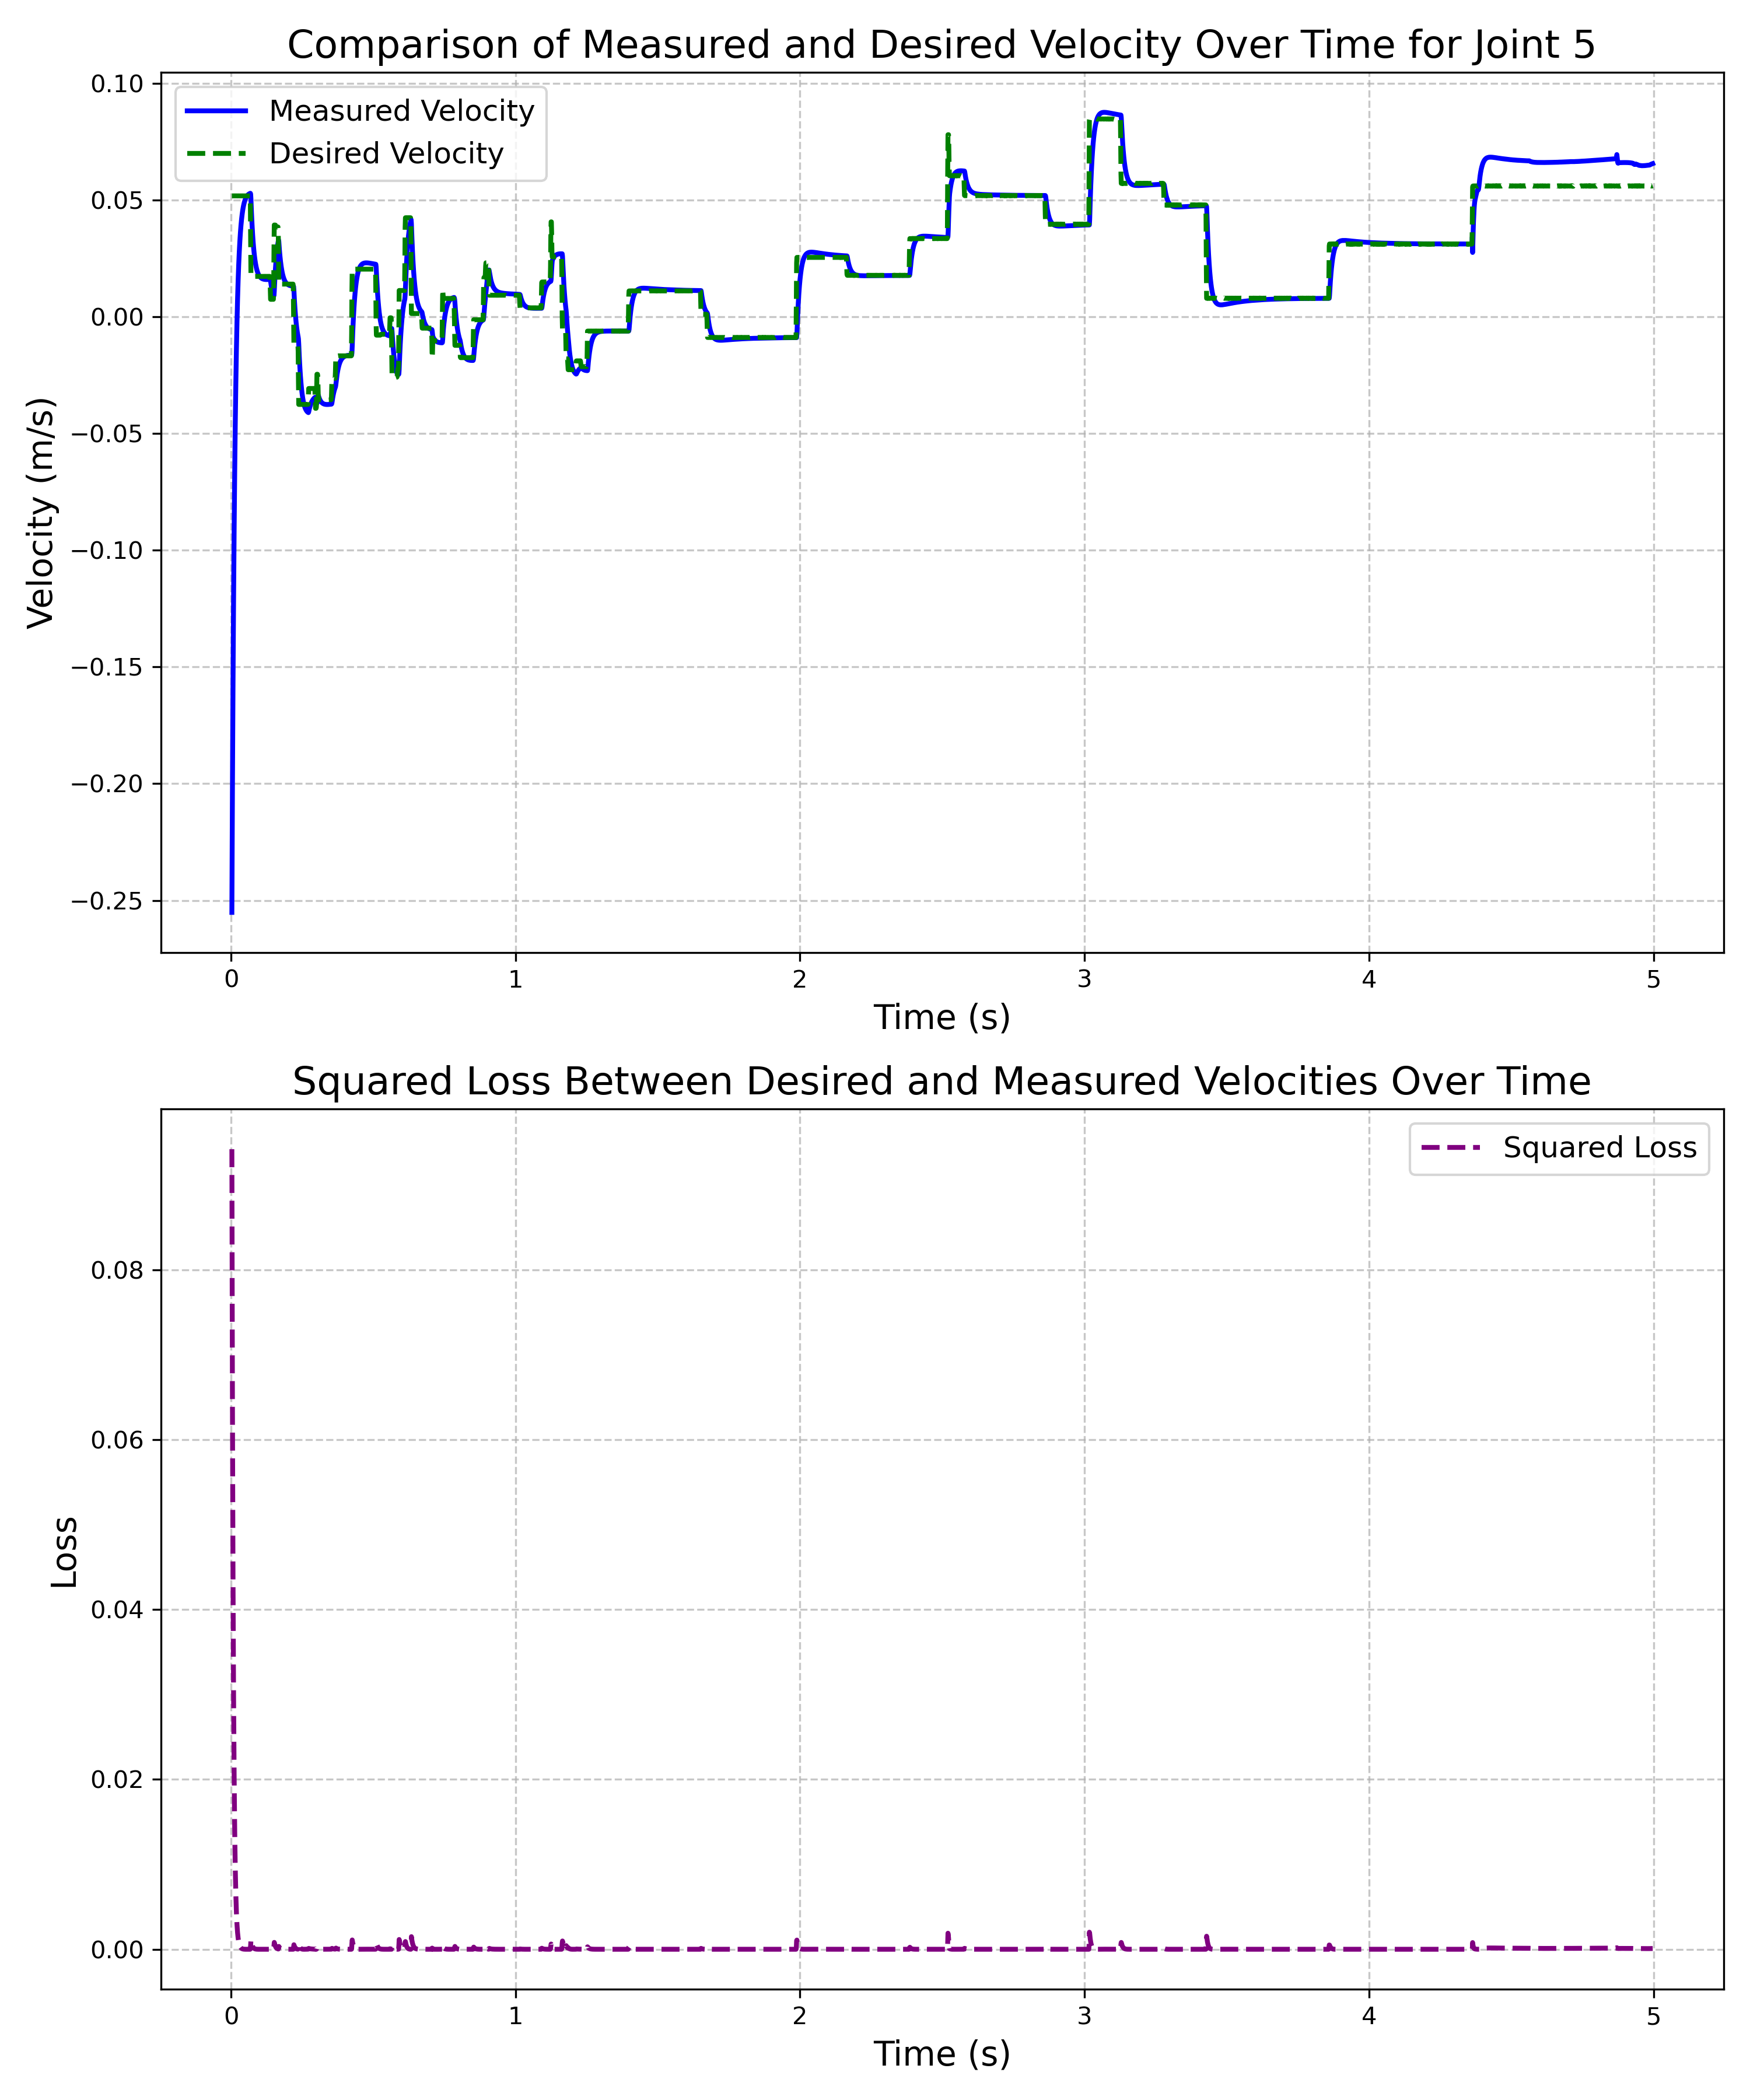 Comparison of Measured and Desired Velocity Over Time for Joint 5
Measured Velocity
Desired Velocity
Velocity (m/s)
0.10
0.05
0.00
−0.05
−0.10
−0.15
−0.20
−0.25
0 1 2 3 4 5
Time (s)
Squared Loss Between Desired and Measured Velocities Over Time
Squared Loss
Loss
0.08
0.06
0.04
0.02
0.00
0 1 2 3 4 5
Time (s)